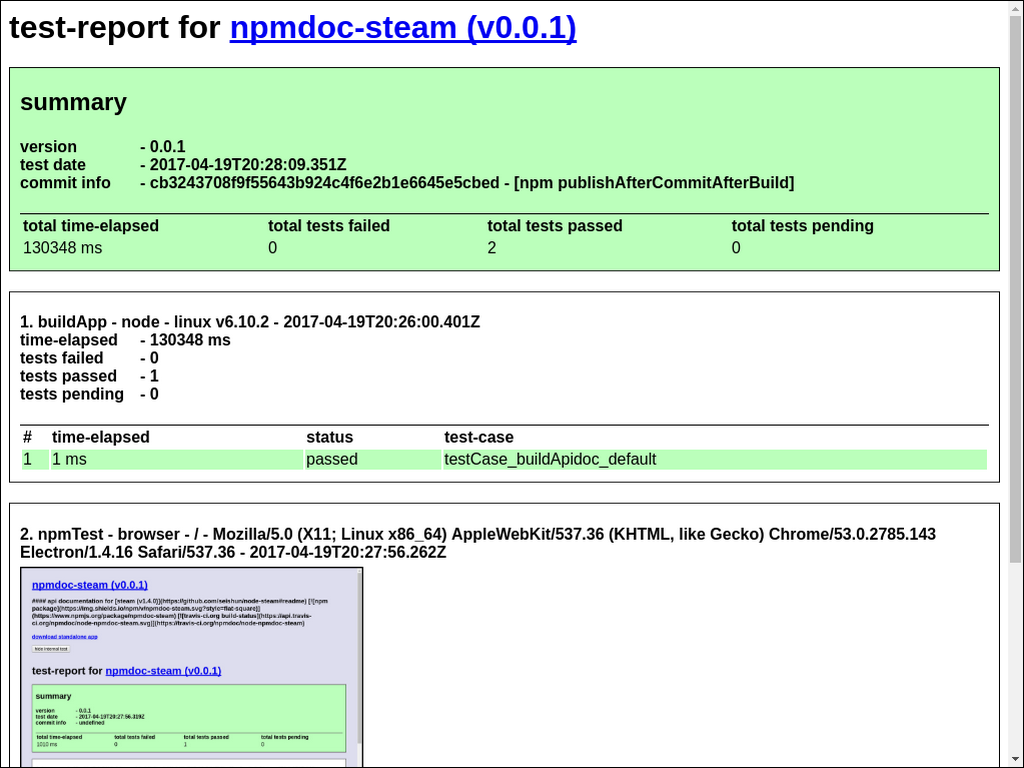 test-report for npmdoc-steam (v0.0.1)
summary
version - 0.0.1
test date - 2017-04-19T20:28:09.351Z
commit info - cb3243708f9f55643b924c4f6e2b1e6645e5cbed - [npm publishAfterCommitAfterBuild]
total time-elapsed total tests failed total tests passed total tests pending
130348 ms 0 2 0
1. buildApp - node - linux v6.10.2 - 2017-04-19T20:26:00.401Z
time-elapsed - 130348 ms
tests failed - 0
tests passed - 1
tests pending - 0
# time-elapsed status test-case
1 1 ms passed testCase_buildApidoc_default
2. npmTest - browser - / - Mozilla/5.0 (X11; Linux x86_64) AppleWebKit/537.36 (KHTML, like Gecko) Chrome/53.0.2785.143
Electron/1.4.16 Safari/537.36 - 2017-04-19T20:27:56.262Z
npmdoc-steam (v0.0.1)
#### api documentation for [steam (v1.4.0)](https://github.com/seishun/node-steam#readme) [![npm
package](https://img.shields.io/npm/v/npmdoc-steam.svg?style=flat-square)]
(https://www.npmjs.org/package/npmdoc-steam) [![travis-ci.org build-status](https://api.travis-
ci.org/npmdoc/node-npmdoc-steam.svg)](https://travis-ci.org/npmdoc/node-npmdoc-steam)
download standalone app
hide internal test
test-report for npmdoc-steam (v0.0.1)
summary
version - 0.0.1
test date - 2017-04-19T20:27:56.319Z
commit info - undefined
total time-elapsed total tests failed total tests passed total tests pending
1010 ms 0 1 0